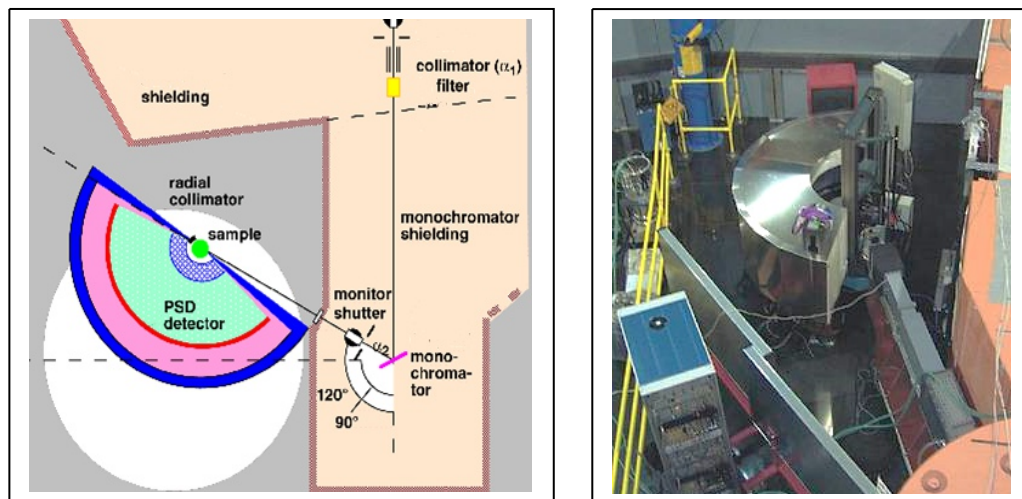 collimator (α₁)
filter
shielding
radial
collimator
monochromator
shielding
sample
monitor
shutter
PSD
detector
α2
mono-
chroma-
tor
120°
90°